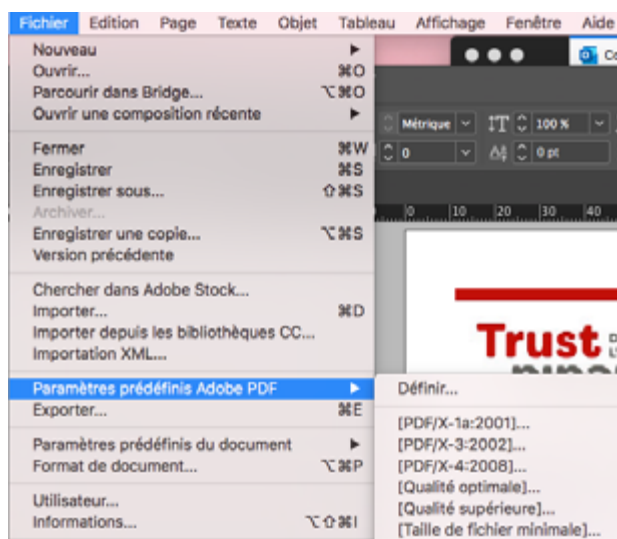 Fichier Edition Page Texte Objet Tableau Affichage Fenêtre Aide
Nouveau
Ouvrir... ⌘O
Parcourir dans Bridge... ⌥⌘O
Ouvrir une composition récente
Métrique 100 %
Fermer ⌘W
0 0 pt
Enregistrer ⌘S
Enregistrer sous... ⇧⌘S
Archiver...
0 10 20 30 40
Enregistrer une copie... ⌥⌘S
Version précédente
Chercher dans Adobe Stock...
Importer... ⌘D
Importer depuis les bibliothèques CC...
Importation XML...
Trust
Paramètres prédéfinis Adobe PDF
Définir...
Exporter... ⌘E
[PDF/X-1a:2001]...
Paramètres prédéfinis du document
[PDF/X-3:2002]...
Format de document... ⌥⌘P
[PDF/X-4:2008]...
[Qualité optimale]...
Utilisateur...
[Qualité supérieure]...
Informations... ⌥⇧⌘I
[Taille de fichier minimale]...